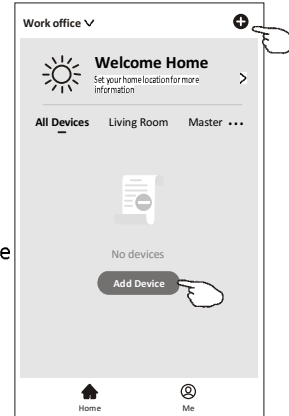 Work office
Welcome Home
Set your home location for more
information
All Devices Living Room Master ...
e
No devices
Add Device
Home Me